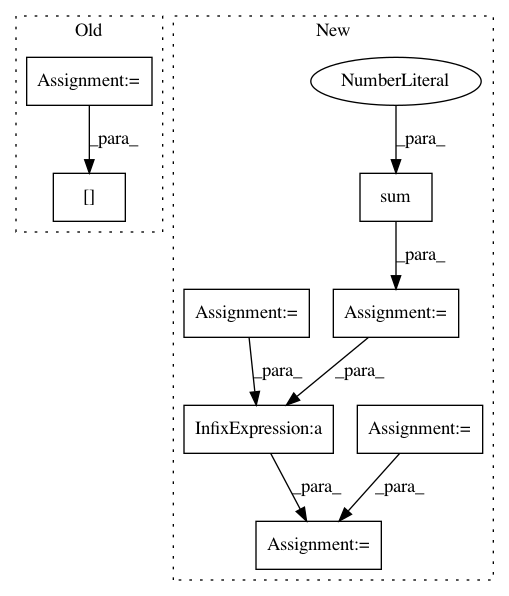 Old
New
Assignment:=
NumberLiteral
_para_
_para_
[]
sum
_para_
Assignment:=
Assignment:=
_para_
_para_
InfixExpression:a
Assignment:=
_para_
_para_
Assignment:=